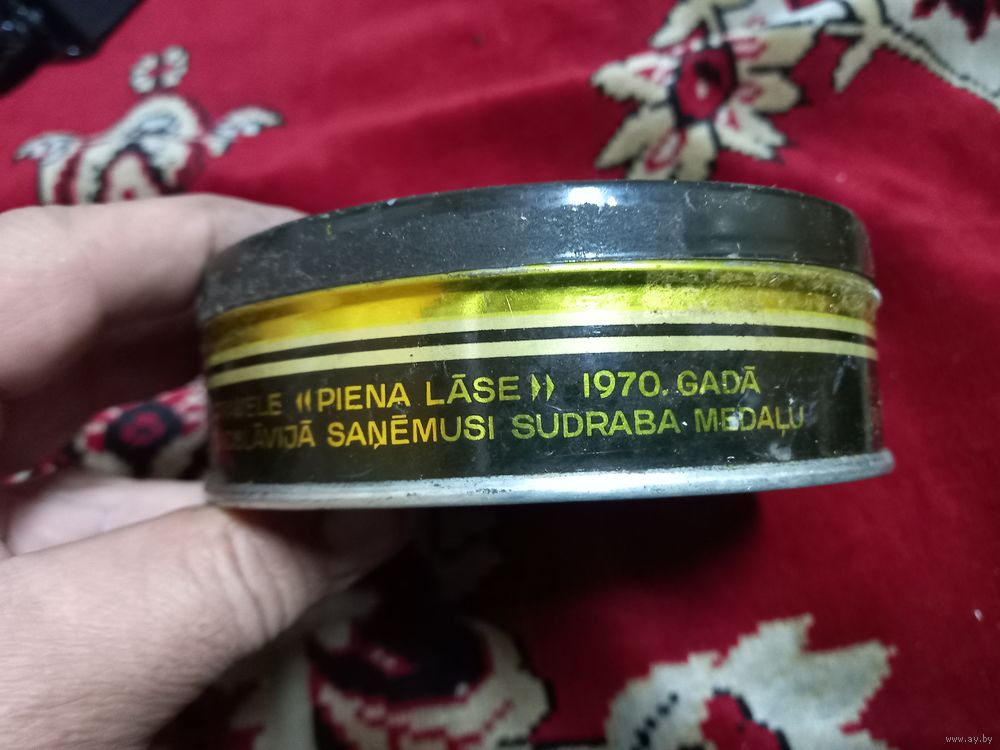 «PIENA LĀSE» 1970. GADĀ
SAŅĒMUSI SUDRABA MEDAĻU
www.ay.by